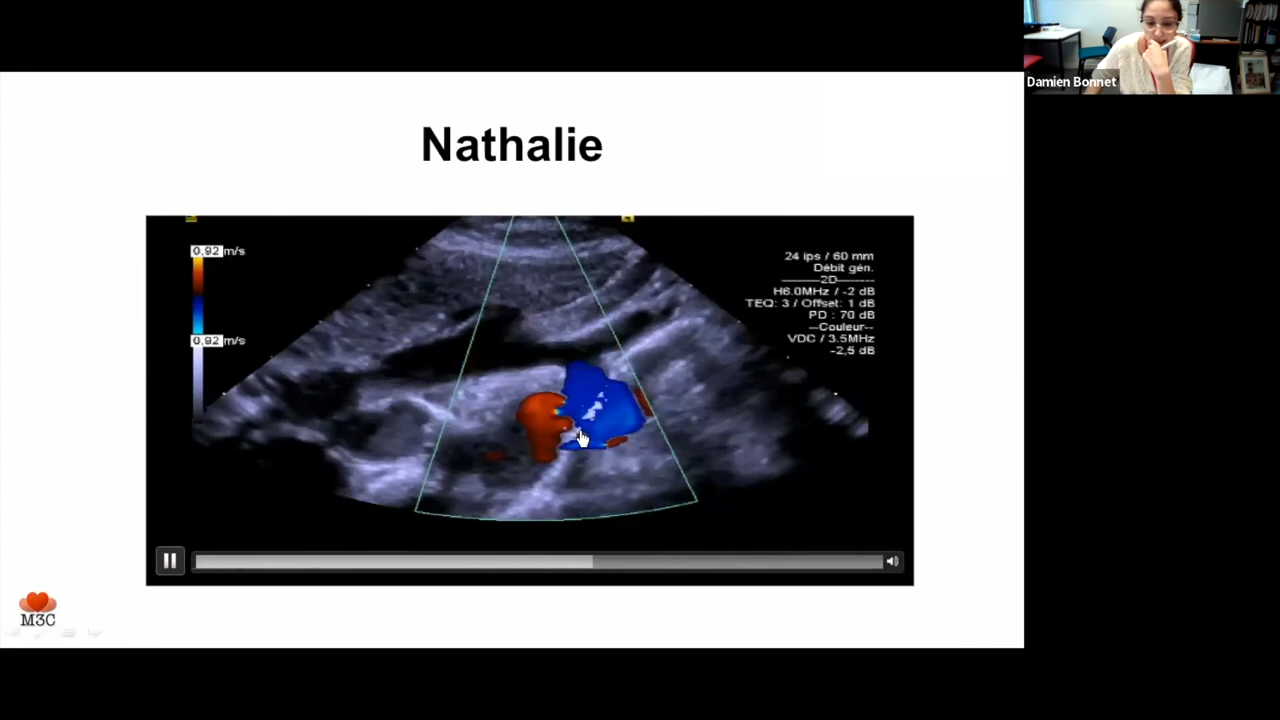 Damien Bonnet
Nathalie
0.92 m/s
0.92 m/s
24 ips / 60 mm
Débit gén.
2D
H6.0MHz / -2 dB
TEQ: 3 / Offset: 1 dB
PD : 70 dB
--Couleur--
VDC / 3.5MHz
-2,5 dB
M3C